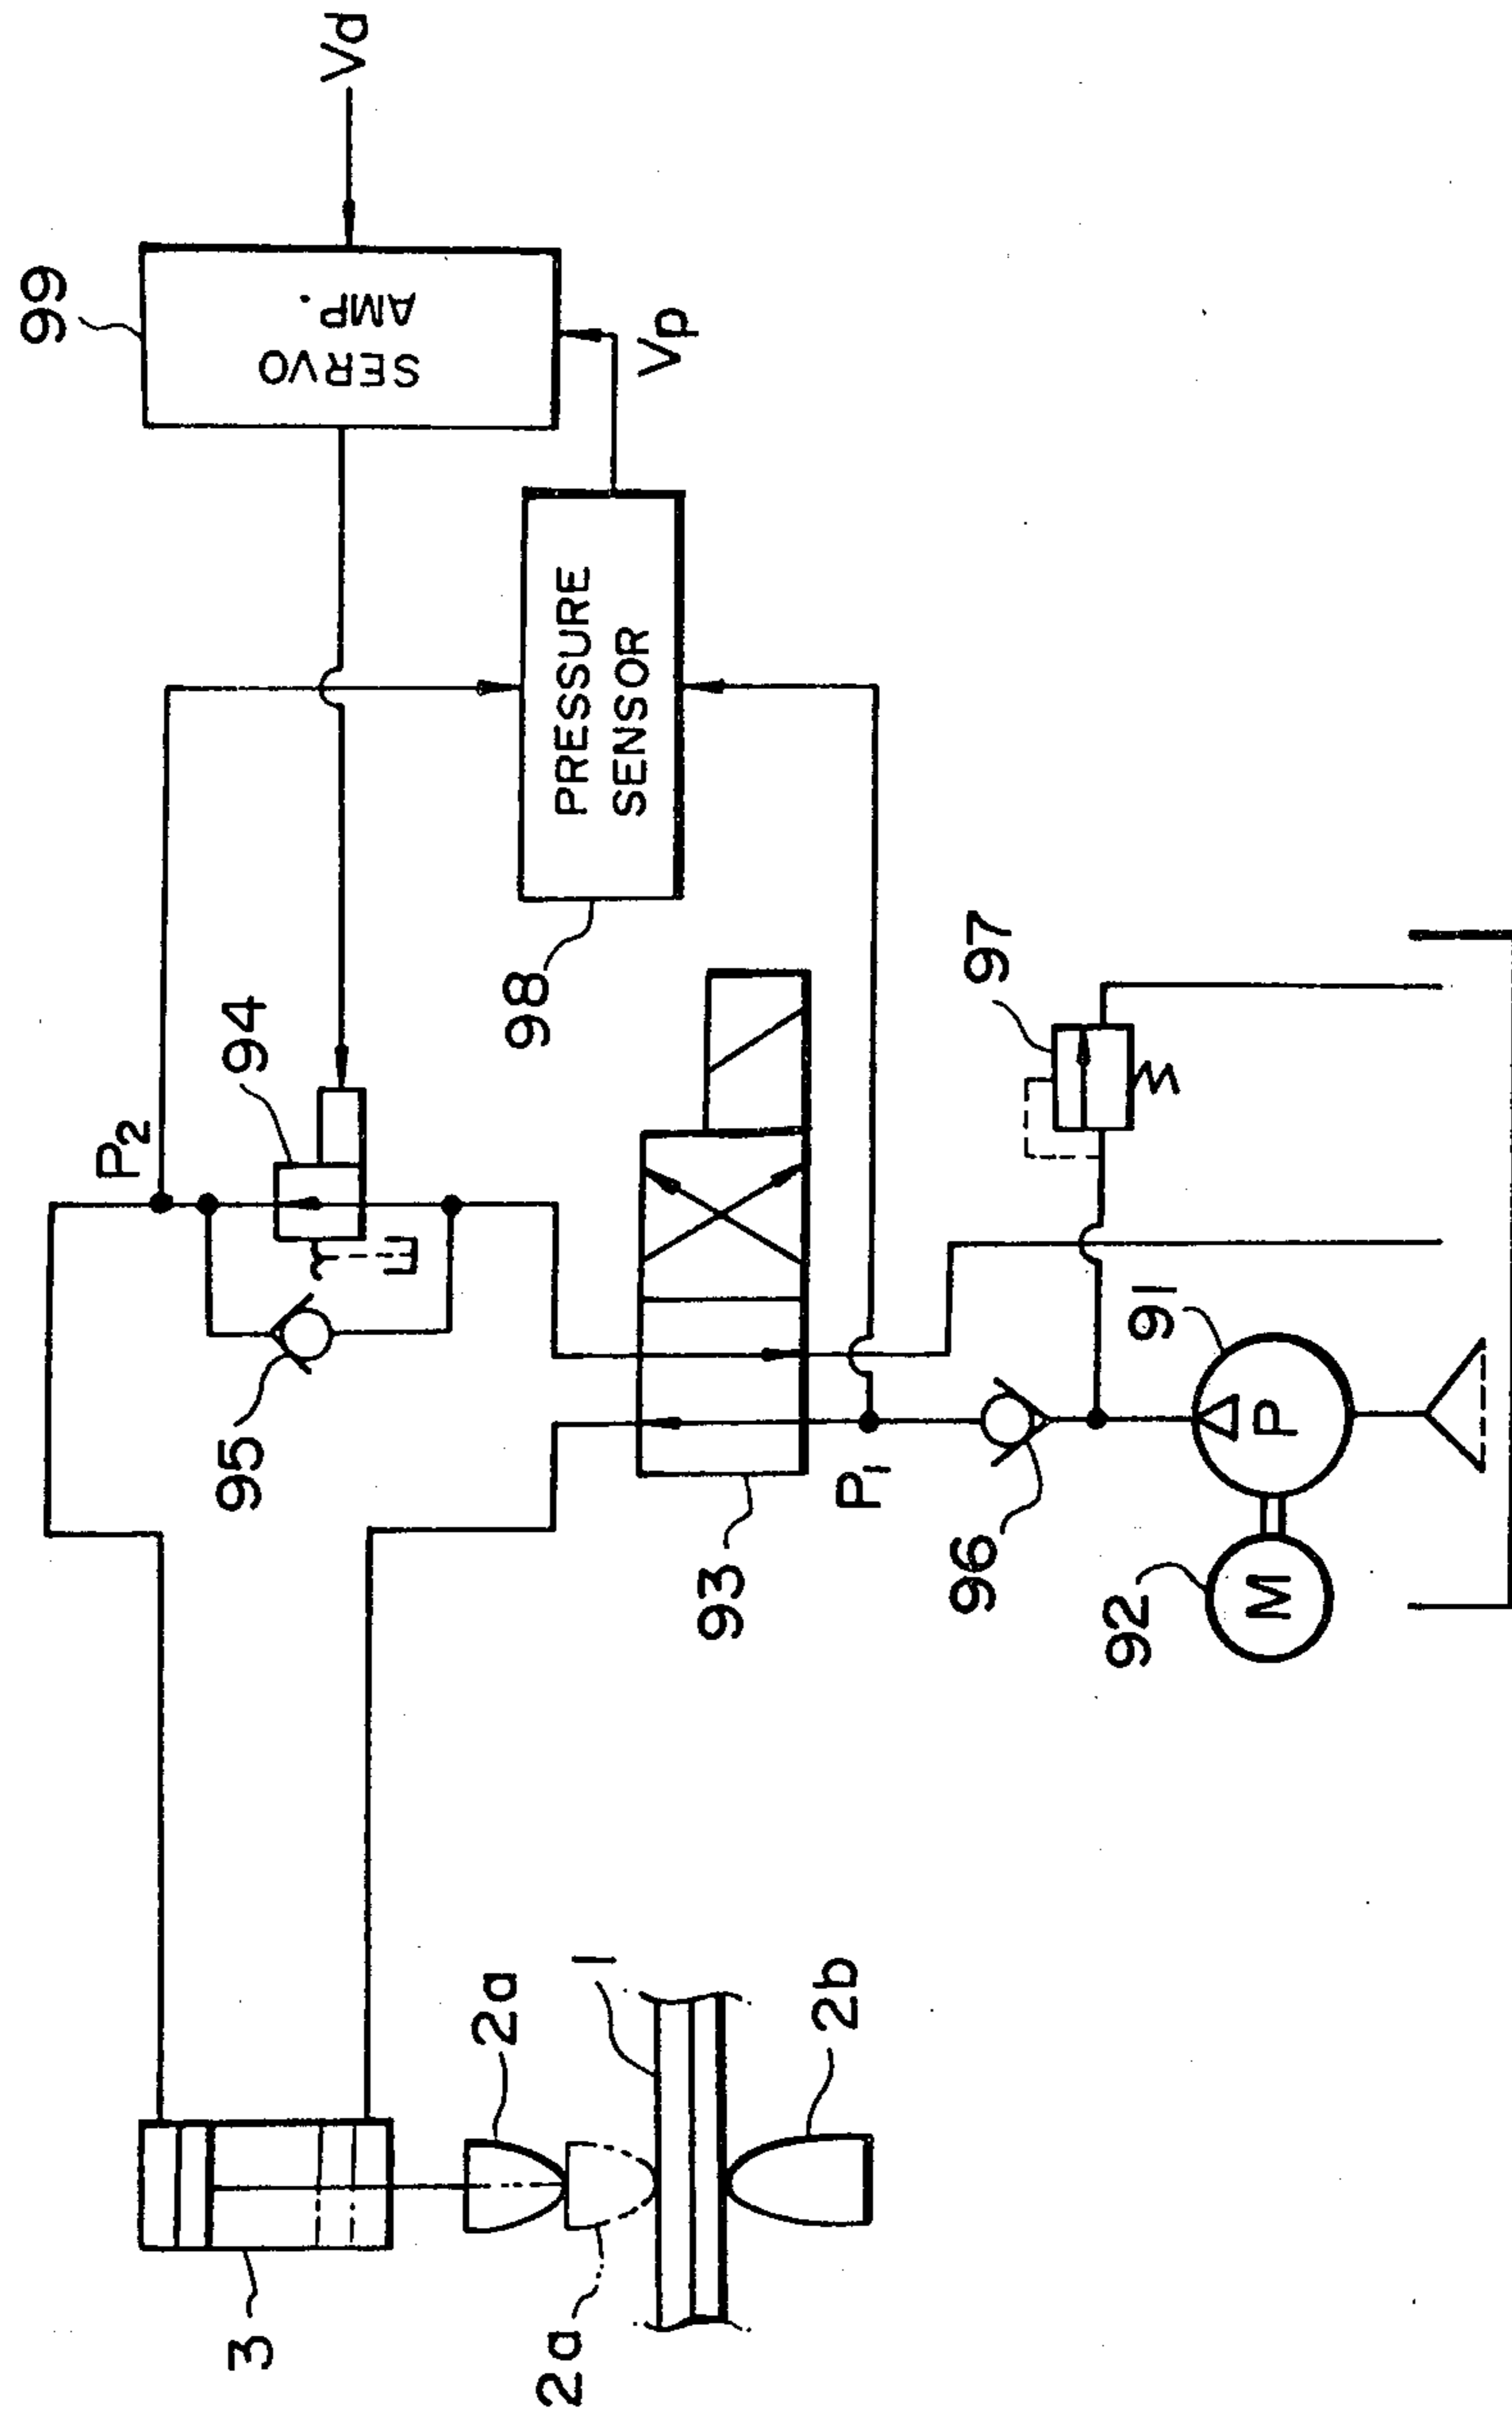 99
SERVO
AMP.
Vd
Vp
PRESSURE
SENSOR
98
97
94
P2
95
93
P1
96
91
P
92
M
3
2a
2a
1
2b